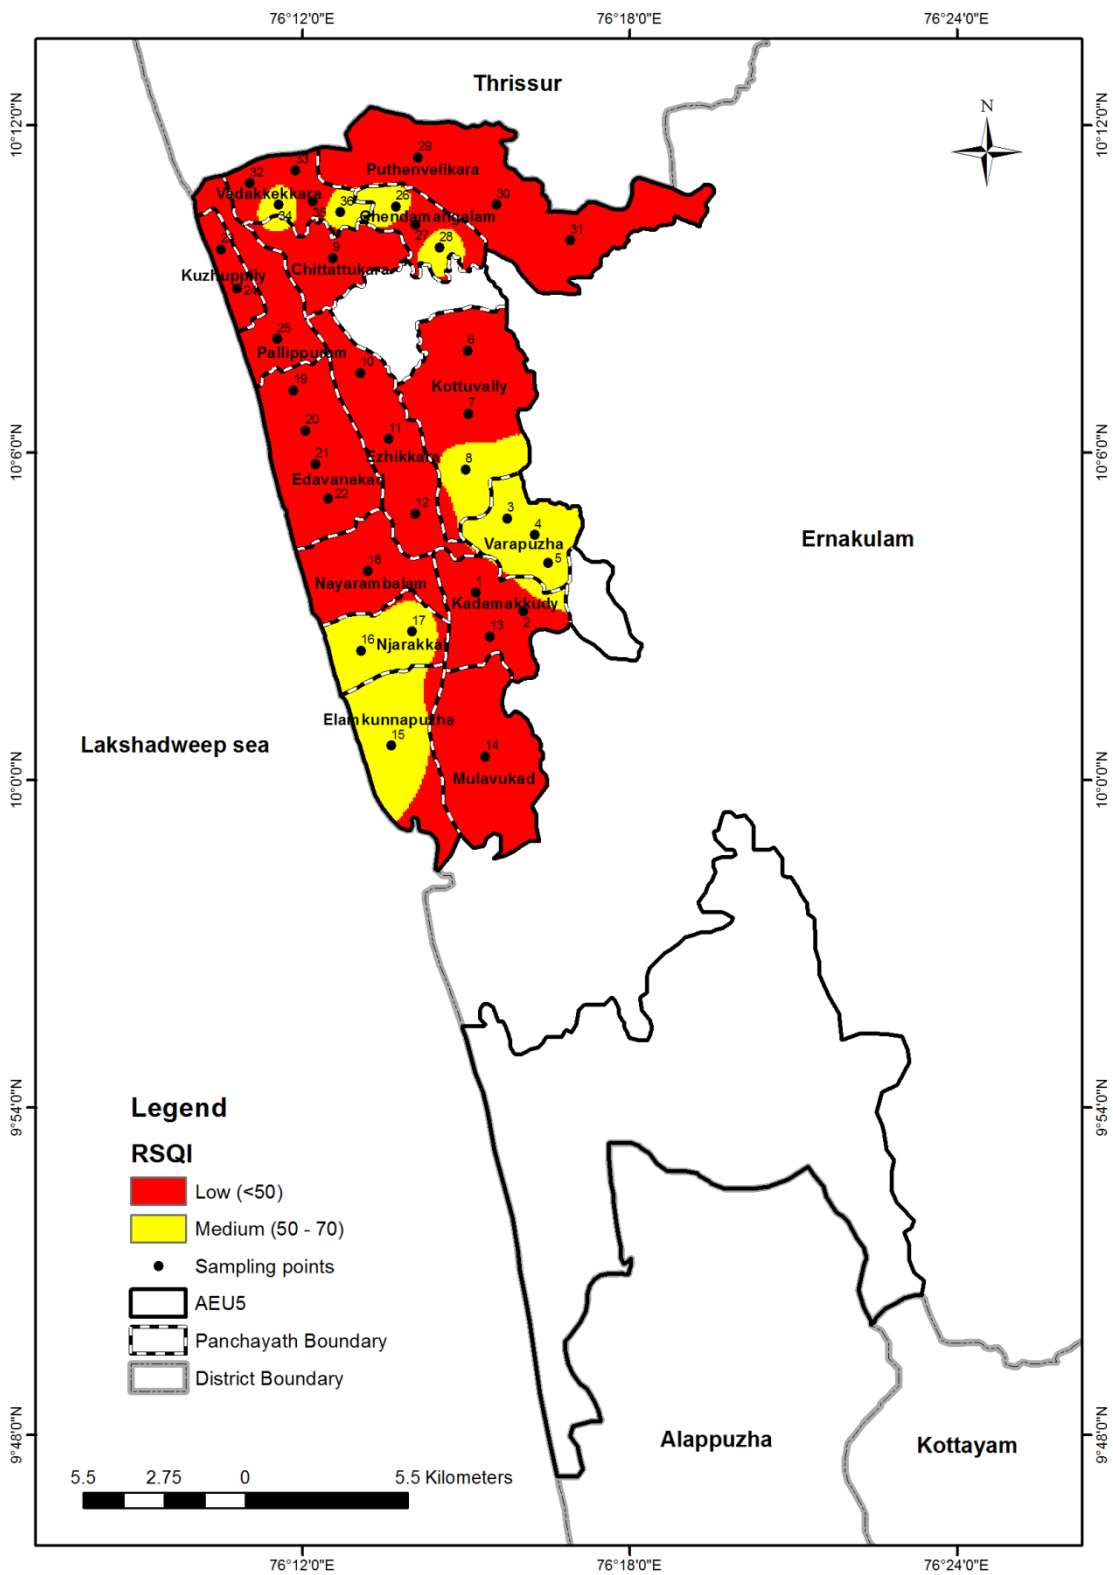 76°12'0"E
76°18'0"E
76°24'0"E
Thrissur
N
10°12'0"N
10°12'0"N
29
Puthenvelikara
33
32
Vadakkekkara
30
34
35
36
26
Chendamangalam
27
28
31
23
9
Chittattukara
Kuzhuppily
24
25
Pallippuram
6
10
Kottuvally
19
7
20
11
Ezhikkara
10°6'0"N
10°6'0"N
21
8
Edavanakad
22
12
3
4
Varapuzha
5
Ernakulam
18
Nayarambalam
1
Kadamakkudy
2
17
13
16
Njarakkal
Elamkunnapuzha
15
14
Lakshadweep sea
Mulavukad
10°0'0"N
10°0'0"N
9°54'0"N
9°54'0"N
Legend
RSQI
Low (<50)
Medium (50 - 70)
Sampling points
AEU5
Panchayath Boundary
District Boundary
Alappuzha
Kottayam
9°48'0"N
9°48'0"N
5.5 2.75 0 5.5 Kilometers
76°12'0"E
76°18'0"E
76°24'0"E